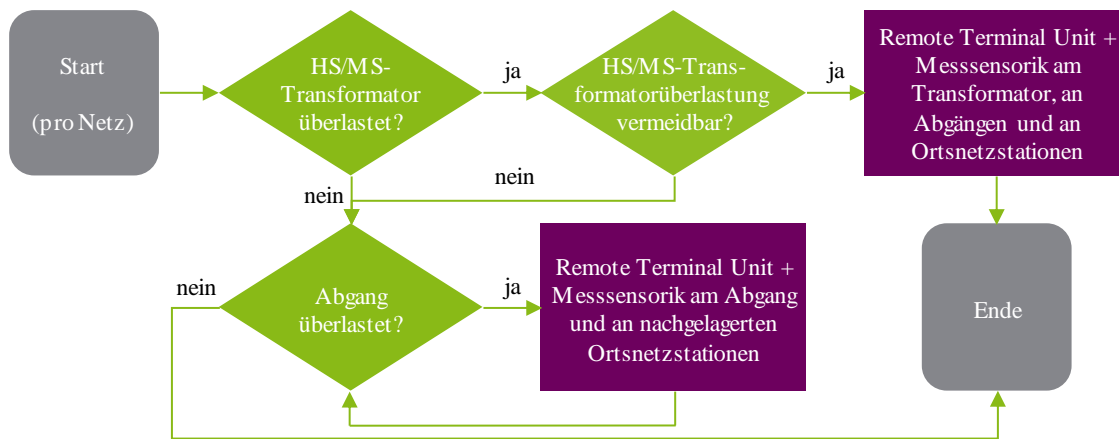 Start
(pro Netz)
HS/MS-
Transformator
überlastet?
ja
HS/MS-Trans-
formatorüberlastung
vermeidbar?
ja
Remote Terminal Unit +
Messsensorik am
Transformator, an
Abgängen und an
Ortsnetzstationen
nein
nein
nein
Abgang
überlastet?
ja
Remote Terminal Unit +
Messsensorik am Abgang
und an nachgelagerten
Ortsnetzstationen
Ende